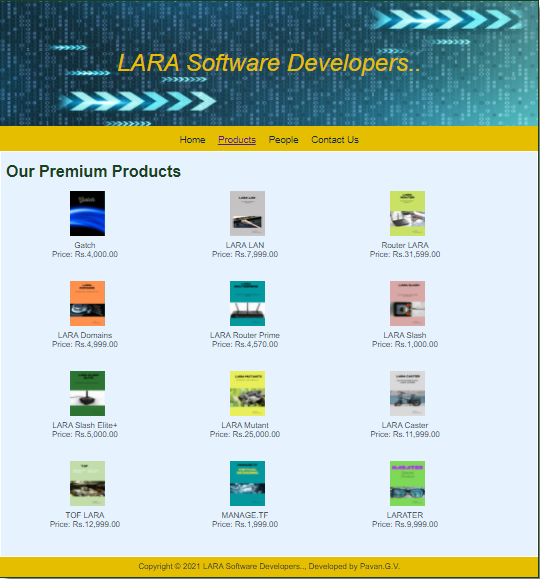 LARA Software Developers..
Home Products People Contact Us
Our Premium Products
Gatch
Price: Rs.4,000.00
LARA LAN
Price: Rs.7,999.00
Router LARA
Price: Rs.31,599.00
LARA Domains
Price: Rs.4,999.00
LARA Router Prime
Price: Rs.4,570.00
LARA Slash
Price: Rs.1,000.00
LARA Slash Elite+
Price: Rs.5,000.00
LARA Mutant
Price: Rs.25,000.00
LARA Caster
Price: Rs.11,999.00
TOF LARA
Price: Rs.12,999.00
MANAGE.TF
Price: Rs.1,999.00
LARATER
Price: Rs.9,999.00
Copyright © 2021 LARA Software Developers.., Developed by Pavan.G.V.